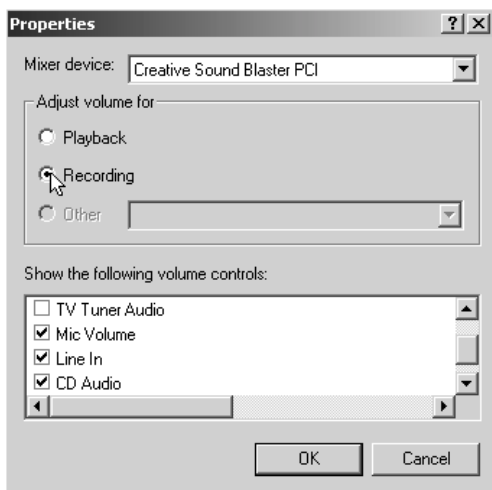 Properties
Mixer device: Creative Sound Blaster PCI
Adjust volume for
Playback
Recording
Other
Show the following volume controls:
TV Tuner Audio
Mic Volume
Line In
CD Audio
OK Cancel